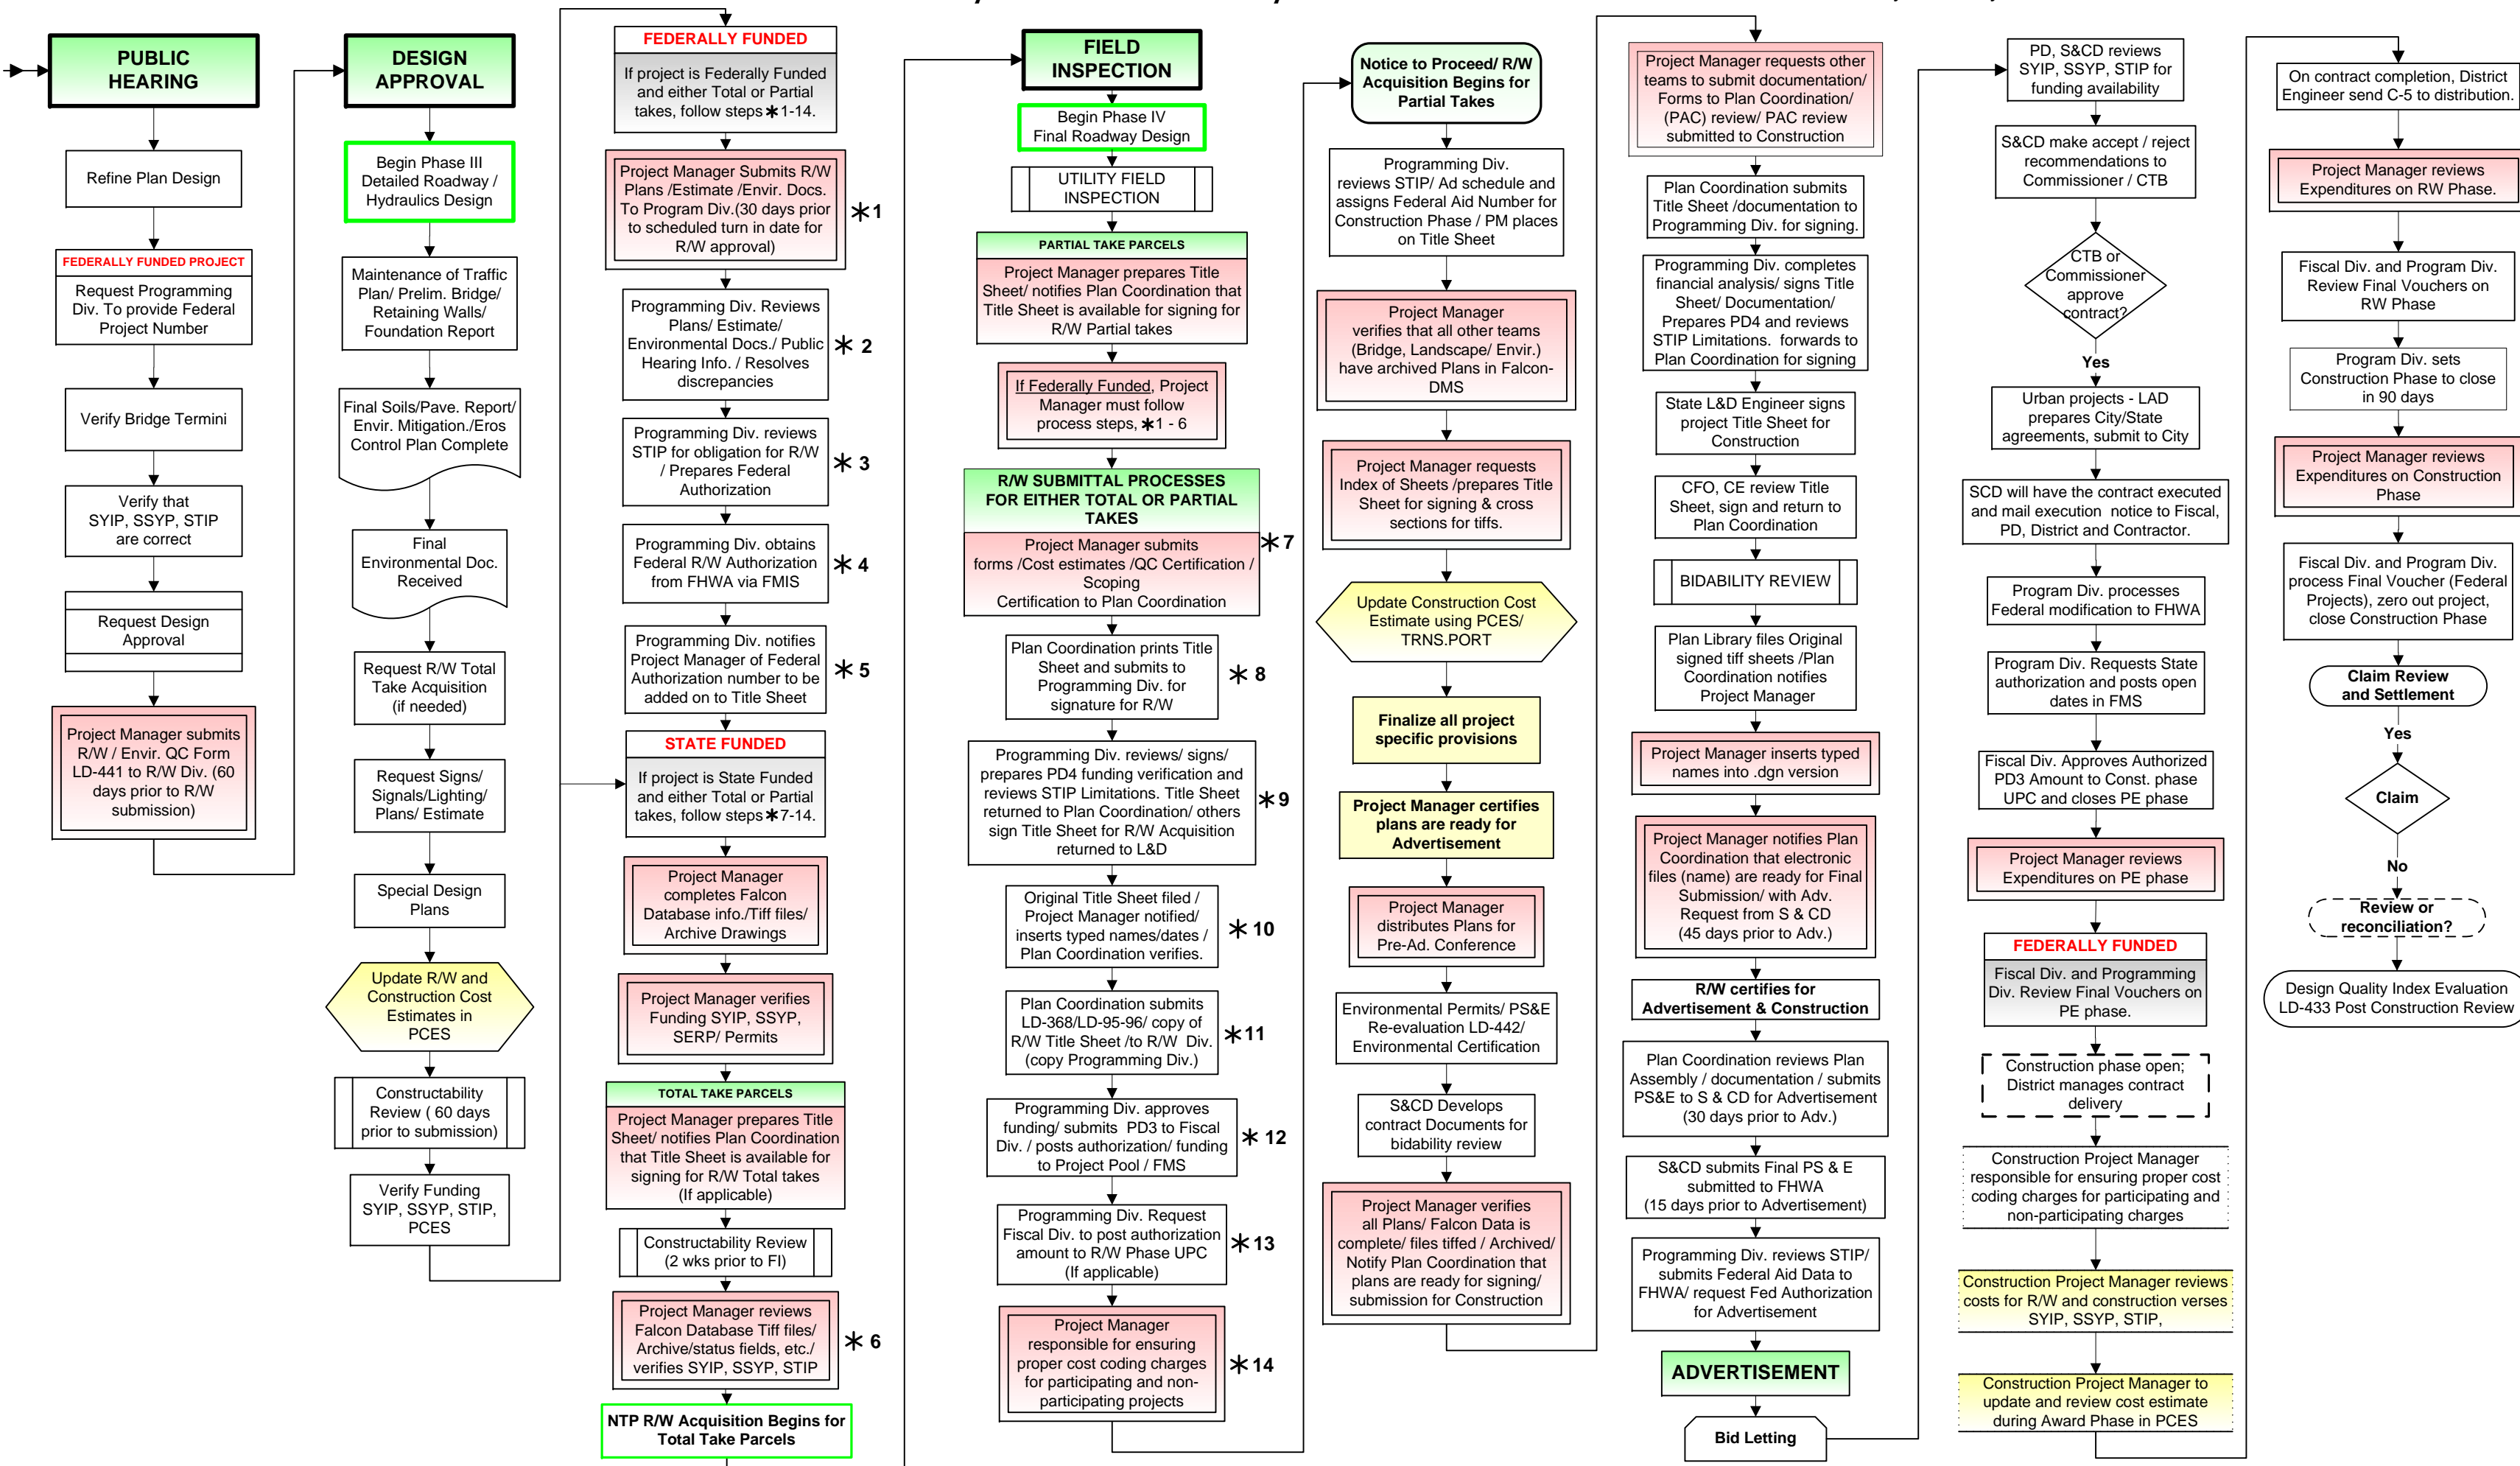 PUBLIC
HEARING
Refine Plan Design
FEDERALLY FUNDED PROJECT
Request Programming
Div. To provide Federal
Project Number
Verify Bridge Termini
Verify that
SYIP, SSYP, STIP
are correct
Request Design
Approval
Project Manager submits
R/W / Envir. QC Form
LD-441 to R/W Div. (60
days prior to R/W
submission)
DESIGN
APPROVAL
Begin Phase III
Detailed Roadway /
Hydraulics Design
Maintenance of Traffic
Plan/ Prelim. Bridge/
Retaining Walls/
Foundation Report
Final Soils/Pave. Report/
Envir. Mitigation./Eros
Control Plan Complete
Final
Environmental Doc.
Received
Request R/W Total
Take Acquisition
(if needed)
Request Signs/
Signals/Lighting/
Plans/ Estimate
Special Design
Plans
Update R/W and
Construction Cost
Estimates in
PCES
Constructability
Review ( 60 days
prior to submission)
Verify Funding
SYIP, SSYP, STIP,
PCES
FEDERALLY FUNDED
If project is Federally Funded
and either Total or Partial
takes, follow steps ∗1-14.
Project Manager Submits R/W
Plans /Estimate /Envir. Docs.
To Program Div.(30 days prior
to scheduled turn in date for
R/W approval)
∗1
Programming Div. Reviews
Plans/ Estimate/
Environmental Docs./ Public
Hearing Info. / Resolves
discrepancies
∗ 2
Programming Div. reviews
STIP for obligation for R/W
/ Prepares Federal
Authorization
∗ 3
Programming Div. obtains
Federal R/W Authorization
from FHWA via FMIS
∗ 4
Programming Div. notifies
Project Manager of Federal
Authorization number to be
added on to Title Sheet
∗ 5
STATE FUNDED
If project is State Funded
and either Total or Partial
takes, follow steps ∗7-14.
Project Manager
completes Falcon
Database info./Tiff files/
Archive Drawings
Project Manager verifies
Funding SYIP, SSYP,
SERP/ Permits
TOTAL TAKE PARCELS
Project Manager prepares Title
Sheet/ notifies Plan Coordination
that Title Sheet is available for
signing for R/W Total takes
(If applicable)
Constructability Review
(2 wks prior to FI)
Project Manager reviews
Falcon Database Tiff files/
Archive/status fields, etc./
verifies SYIP, SSYP, STIP
∗ 6
NTP R/W Acquisition Begins for
Total Take Parcels
FIELD
INSPECTION
Begin Phase IV
Final Roadway Design
UTILITY FIELD
INSPECTION
PARTIAL TAKE PARCELS
Project Manager prepares Title
Sheet/ notifies Plan Coordination that
Title Sheet is available for signing for
R/W Partial takes
If Federally Funded, Project
Manager must follow
process steps, ∗1 - 6
R/W SUBMITTAL PROCESSES
FOR EITHER TOTAL OR PARTIAL
TAKES
Project Manager submits
forms /Cost estimates /QC Certification /
Scoping
Certification to Plan Coordination
∗7
Plan Coordination prints Title
Sheet and submits to
Programming Div. for
signature for R/W
∗ 8
Programming Div. reviews/ signs/
prepares PD4 funding verification and
reviews STIP Limitations. Title Sheet
returned to Plan Coordination/ others
sign Title Sheet for R/W Acquisition
returned to L&D
∗9
Original Title Sheet filed /
Project Manager notified/
inserts typed names/dates /
Plan Coordination verifies.
∗ 10
Plan Coordination submits
LD-368/LD-95-96/ copy of
R/W Title Sheet /to R/W Div.
(copy Programming Div.)
∗11
Programming Div. approves
funding/ submits PD3 to Fiscal
Div. / posts authorization/ funding
to Project Pool / FMS
∗ 12
Programming Div. Request
Fiscal Div. to post authorization
amount to R/W Phase UPC
(If applicable)
∗13
Project Manager
responsible for ensuring
proper cost coding charges
for participating and non-
participating projects
∗14
Notice to Proceed/ R/W
Acquisition Begins for
Partial Takes
Programming Div.
reviews STIP/ Ad schedule and
assigns Federal Aid Number for
Construction Phase / PM places
on Title Sheet
Project Manager
verifies that all other teams
(Bridge, Landscape/ Envir.)
have archived Plans in Falcon-
DMS
Project Manager requests
Index of Sheets /prepares Title
Sheet for signing & cross
sections for tiffs.
Update Construction Cost
Estimate using PCES/
TRNS.PORT
Finalize all project
specific provisions
Project Manager certifies
plans are ready for
Advertisement
Project Manager
distributes Plans for
Pre-Ad. Conference
Environmental Permits/ PS&E
Re-evaluation LD-442/
Environmental Certification
S&CD Develops
contract Documents for
bidability review
Project Manager verifies
all Plans/ Falcon Data is
complete/ files tiffed / Archived/
Notify Plan Coordination that
plans are ready for signing/
submission for Construction
Project Manager requests other
teams to submit documentation/
Forms to Plan Coordination/
(PAC) review/ PAC review
submitted to Construction
Plan Coordination submits
Title Sheet /documentation to
Programming Div. for signing.
Programming Div. completes
financial analysis/ signs Title
Sheet/ Documentation/
Prepares PD4 and reviews
STIP Limitations. forwards to
Plan Coordination for signing
State L&D Engineer signs
project Title Sheet for
Construction
CFO, CE review Title
Sheet, sign and return to
Plan Coordination
BIDABILITY REVIEW
Plan Library files Original
signed tiff sheets /Plan
Coordination notifies
Project Manager
Project Manager inserts typed
names into .dgn version
Project Manager notifies Plan
Coordination that electronic
files (name) are ready for Final
Submission/ with Adv.
Request from S & CD
(45 days prior to Adv.)
R/W certifies for
Advertisement & Construction
Plan Coordination reviews Plan
Assembly / documentation / submits
PS&E to S & CD for Advertisement
(30 days prior to Adv.)
S&CD submits Final PS & E
submitted to FHWA
(15 days prior to Advertisement)
Programming Div. reviews STIP/
submits Federal Aid Data to
FHWA/ request Fed Authorization
for Advertisement
ADVERTISEMENT
Bid Letting
PD, S&CD reviews
SYIP, SSYP, STIP for
funding availability
S&CD make accept / reject
recommendations to
Commissioner / CTB
CTB or
Commissioner
approve
contract?
Yes
Urban projects - LAD
prepares City/State
agreements, submit to City
SCD will have the contract executed
and mail execution notice to Fiscal,
PD, District and Contractor.
Program Div. processes
Federal modification to FHWA
Program Div. Requests State
authorization and posts open
dates in FMS
Fiscal Div. Approves Authorized
PD3 Amount to Const. phase
UPC and closes PE phase
Project Manager reviews
Expenditures on PE phase
FEDERALLY FUNDED
Fiscal Div. and Programming
Div. Review Final Vouchers on
PE phase.
Construction phase open;
District manages contract
delivery
Construction Project Manager
responsible for ensuring proper cost
coding charges for participating and
non-participating charges
Construction Project Manager reviews
costs for R/W and construction verses
SYIP, SSYP, STIP,
Construction Project Manager to
update and review cost estimate
during Award Phase in PCES
On contract completion, District
Engineer send C-5 to distribution.
Project Manager reviews
Expenditures on RW Phase.
Fiscal Div. and Program Div.
Review Final Vouchers on
RW Phase
Program Div. sets
Construction Phase to close
in 90 days
Project Manager reviews
Expenditures on Construction
Phase
Fiscal Div. and Program Div.
process Final Voucher (Federal
Projects), zero out project,
close Construction Phase
Claim Review
and Settlement
Yes
Claim
No
Review or
reconciliation?
Design Quality Index Evaluation
LD-433 Post Construction Review